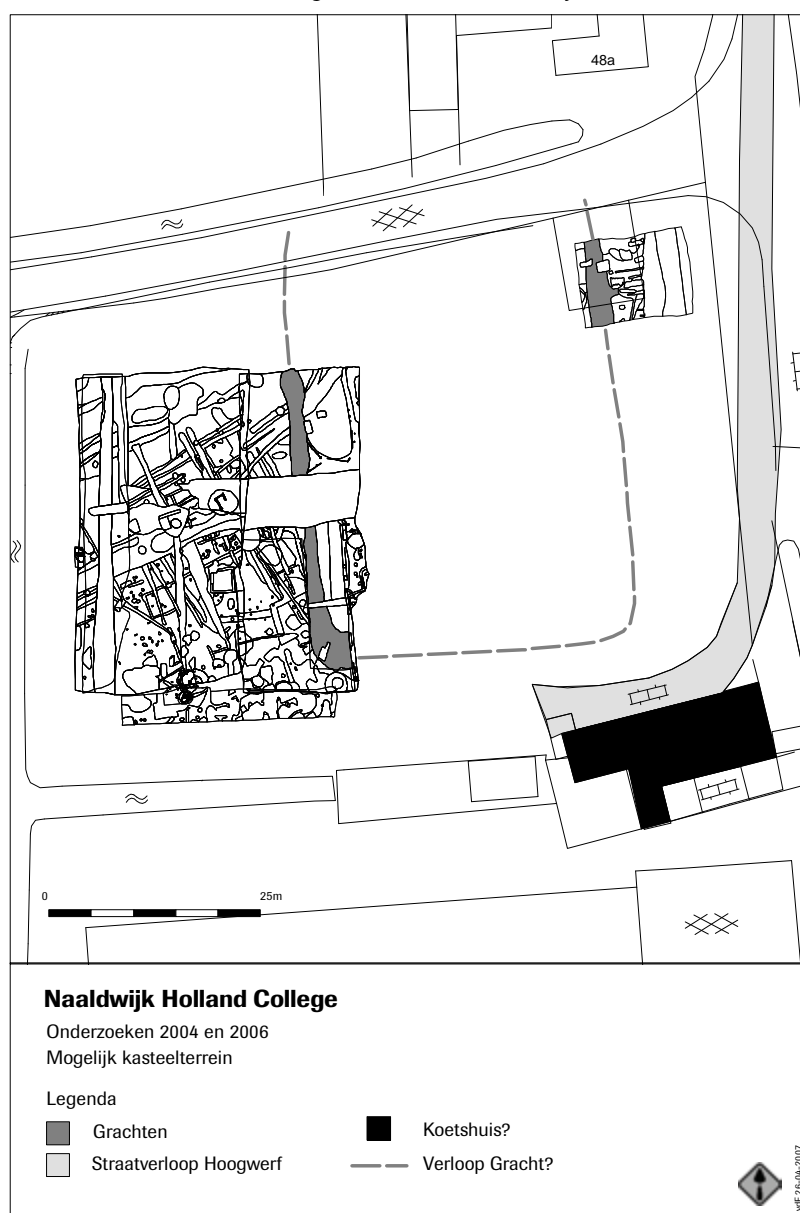 48a
0 25m
Naaldwijk Holland College
Onderzoeken 2004 en 2006
Mogelijk kasteelterrein
Legenda
Grachten
Koetshuis?
Straatverloop Hoogwerf
Verloop Gracht?